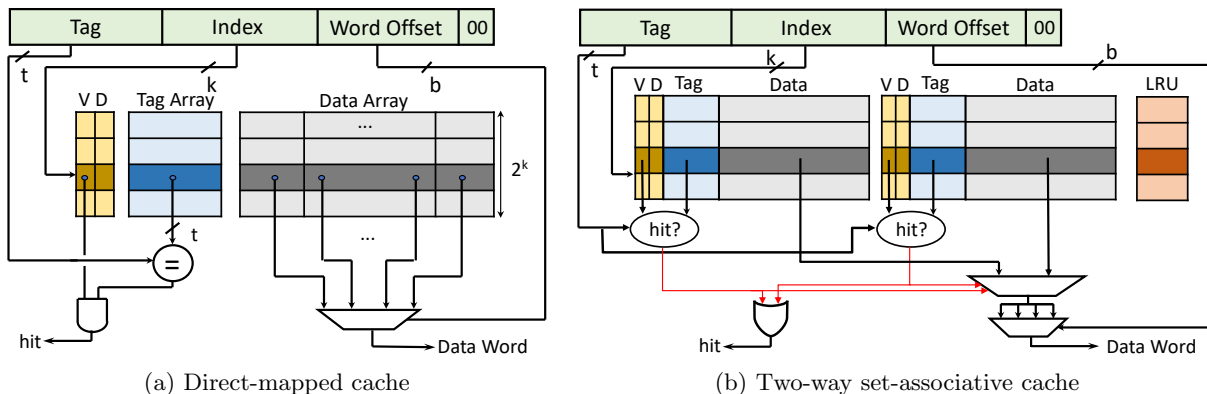 Tag Index Word Offset 00
t k b
V D Tag Array Data Array
...
2^k
t
...
=
hit
Data Word
(a) Direct-mapped cache
Tag Index Word Offset 00
t k b
V D Tag Data V D Tag Data LRU
hit? hit?
hit
Data Word
(b) Two-way set-associative cache